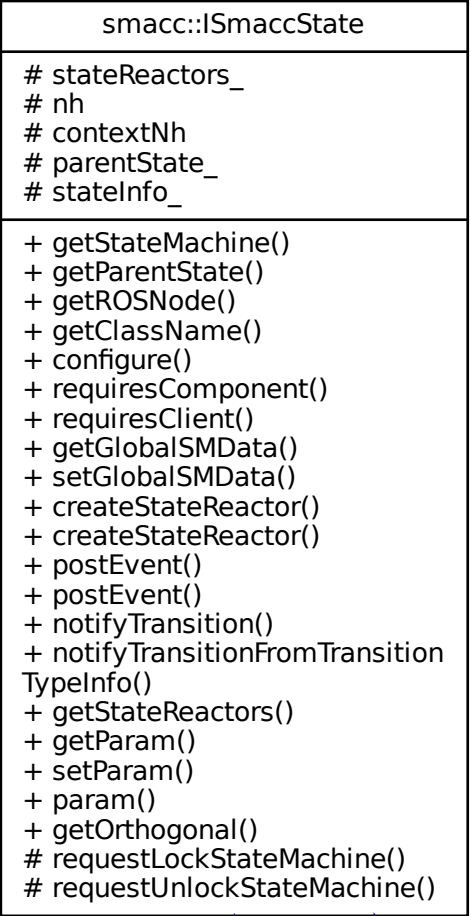 smacc::ISmaccState
# stateReactors_
# nh
# contextNh
# parentState_
# stateInfo_
+ getStateMachine()
+ getParentState()
+ getROSNode()
+ getClassName()
+ configure()
+ requiresComponent()
+ requiresClient()
+ getGlobalSMData()
+ setGlobalSMData()
+ createStateReactor()
+ createStateReactor()
+ postEvent()
+ postEvent()
+ notifyTransition()
+ notifyTransitionFromTransition
TypeInfo()
+ getStateReactors()
+ getParam()
+ setParam()
+ param()
+ getOrthogonal()
# requestLockStateMachine()
# requestUnlockStateMachine()